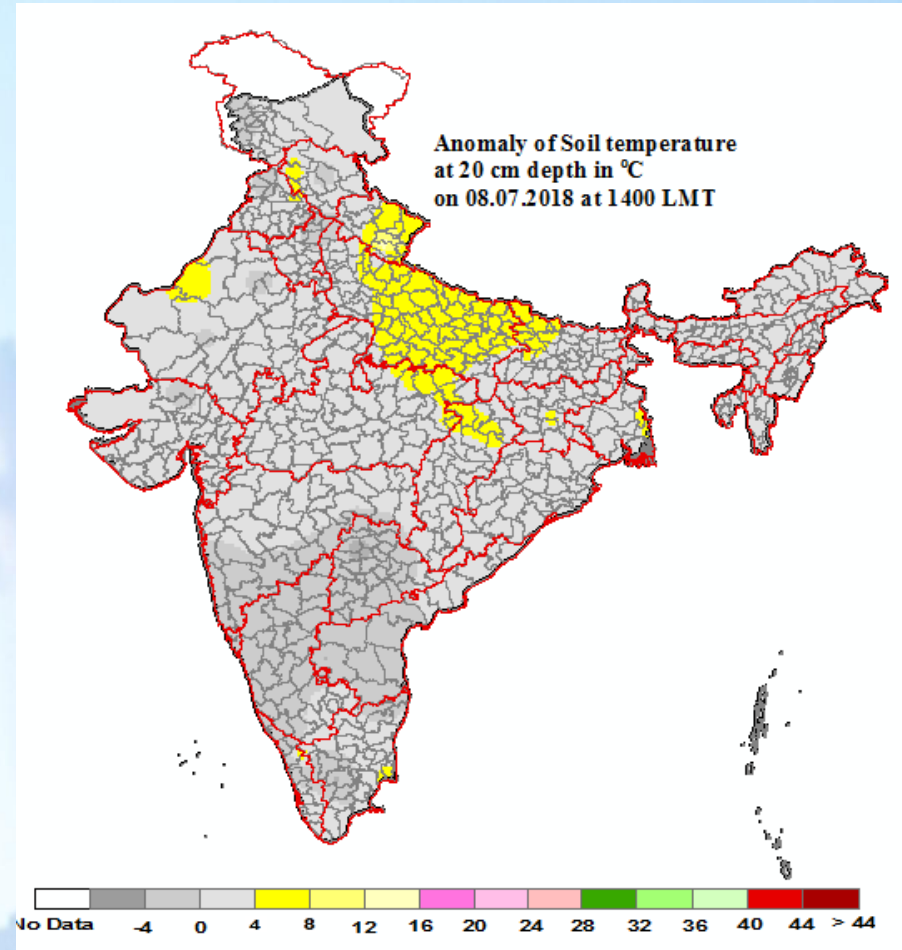 Anomaly of Soil temperature
at 20 cm depth in °C
on 08.07.2018 at 1400 LMT
No Data -4 0 4 8 12 16 20 24 28 32 36 40 44 > 44